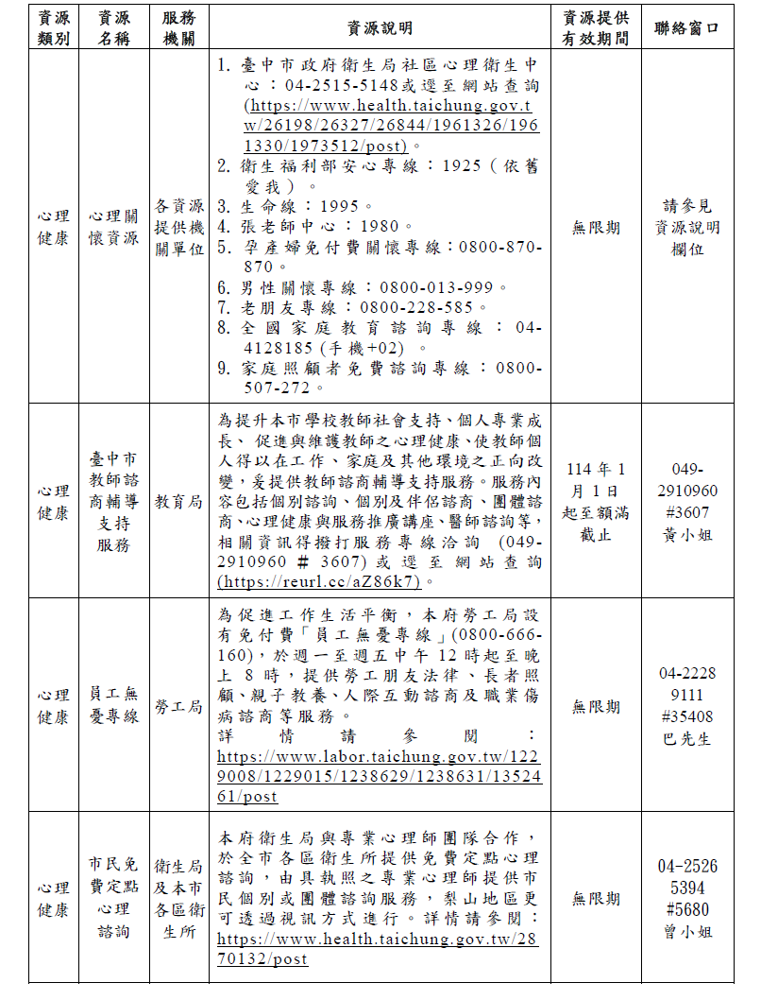 資源類別
資源名稱
服務機關
資源說明
資源提供有效期間
聯絡窗口
心理健康
心理關懷資源
各資源提供機關單位
1. 臺中市政府衛生局社區心理衛生中
心：04-2515-5148或逕至網站查詢
(https://www.health.taichung.gov.t
w/26198/26327/26844/1961326/196
1330/1973512/post)。
2. 衛生福利部安心專線：1925（依舊
愛我）。
3. 生命線：1995。
4. 張老師中心：1980。
5. 孕產婦免付費關懷專線：0800-870-
870。
6. 男性關懷專線：0800-013-999。
7. 老朋友專線：0800-228-585。
8. 全國家庭教育諮詢專線：04-
4128185 (手機+02) 。
9. 家庭照顧者免費諮詢專線：0800-
507-272。
無限期
請參見
資源說明
欄位
心理
健康
臺中市
教師諮
商輔導
支持
服務
教育局
為提升本市學校教師社會支持、個人專業成
長、 促進與維護教師之心理健康、使教師個
人得以在工作、家庭及其他環境之正向改
變，爰提供教師諮商輔導支持服務。服務內
容包括個別諮詢、個別及伴侶諮商、團體諮
商、心理健康與服務推廣講座、醫師諮詢等，
相關資訊得撥打服務專線洽詢 (049-
2910960 # 3607) 或逕至網站查詢
(https://reurl.cc/aZ86k7)。
114 年 1
月 1 日
起至額滿
截止
049-
2910960
#3607
黃小姐
心理
健康
員工無
憂專線
勞工局
為促進工作生活平衡，本府勞工局設
有免付費「員工無憂專線」(0800-666-
160)，於週一至週五中午 12 時起至晚
上 8 時，提供勞工朋友法律、長者照
顧、親子教養、人際互動諮商及職業傷
病諮商等服務。
詳情請參閱：
https://www.labor.taichung.gov.tw/122
9008/1229015/1238629/1238631/13524
61/post
無限期
04-2228
9111
#35408
巴先生
心理
健康
市民免
費定點
心理
諮詢
衛生局
及本市
各區衛
生所
本府衛生局與專業心理師團隊合作，
於全市各區衛生所提供免費定點心理
諮詢，由具執照之專業心理師提供市
民個別或團體諮詢服務，梨山地區更
可透過視訊方式進行。詳情請參閱：
https://www.health.taichung.gov.tw/28
70132/post
無限期
04-2526
5394
#5680
曾小姐